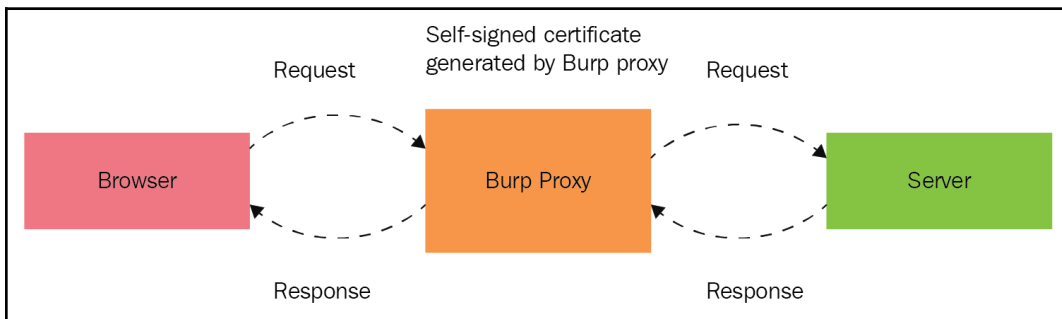 Self-signed certificate
generated by Burp proxy
Request
Request
Browser
Burp Proxy
Server
Response
Response